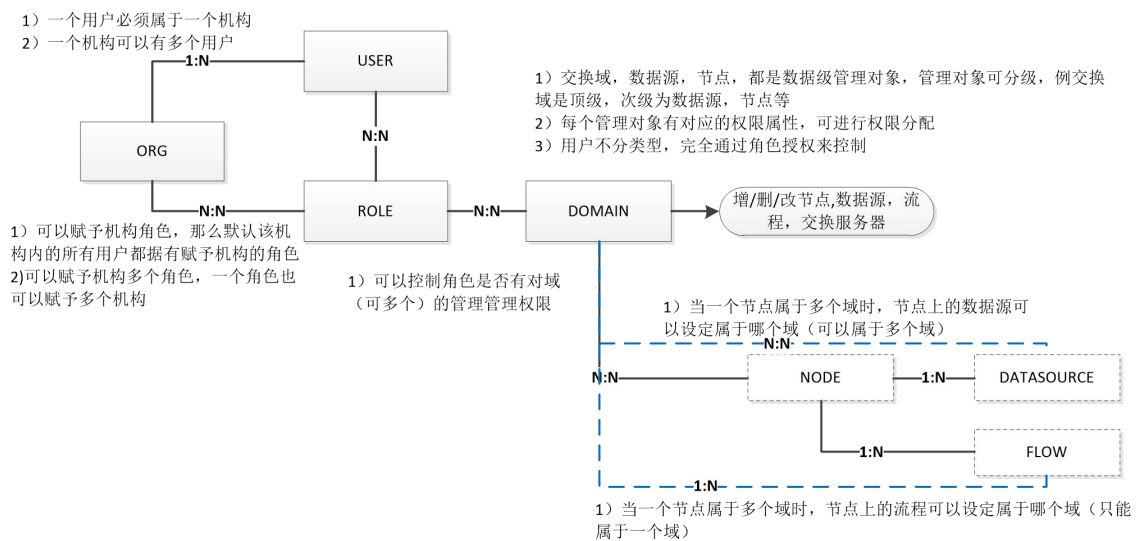 1）一个用户必须属于一个机构
2）一个机构可以有多个用户
1:N
USER
1）交换域，数据源，节点，都是数据级管理对象，管理对象可分级，例交换
域是顶级，次级为数据源，节点等
2）每个管理对象有对应的权限属性，可进行权限分配
3）用户不分类型，完全通过角色授权来控制
N:N
ORG
N:N
ROLE
N:N
DOMAIN
增/删/改节点,数据源，流
程，交换服务器
1）可以赋予机构角色，那么默认该机
构内的所有用户都据有赋予机构的角色
2)可以赋予机构多个角色，一个角色也
可以赋予多个机构
1）可以控制角色是否有对域
（可多个）的管理管理权限
1）当一个节点属于多个域时，节点上的数据源可
以设定属于哪个域（可以属于多个域）
N:N
N:N
NODE
1:N
DATASOURCE
1:N
FLOW
1:N
1）当一个节点属于多个域时，节点上的流程可以设定属于哪个域（只能
属于一个域）